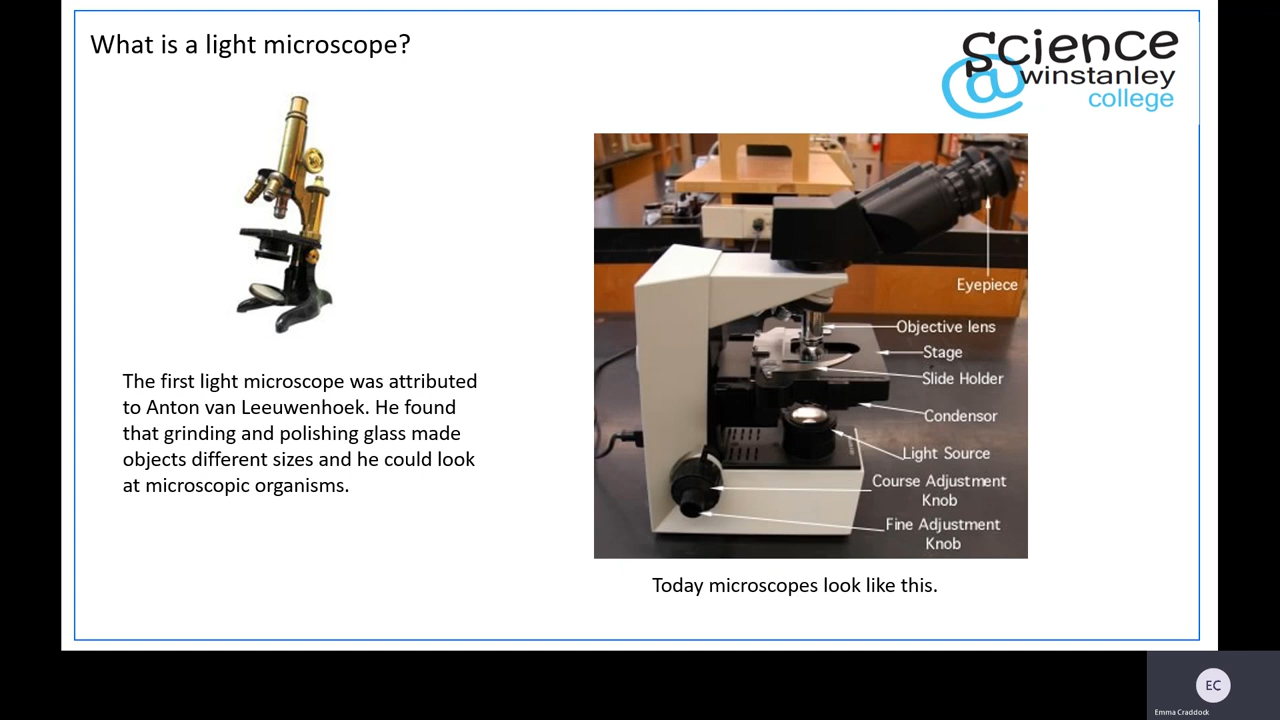 What is a light microscope?
science
@winstanley
college
The first light microscope was attributed
to Anton van Leeuwenhoek. He found
that grinding and polishing glass made
objects different sizes and he could look
at microscopic organisms.
Eyepiece
Objective lens
Stage
Slide Holder
Condensor
Light Source
Course Adjustment
Knob
Fine Adjustment
Knob
Today microscopes look like this.
EC
Emma Craddock